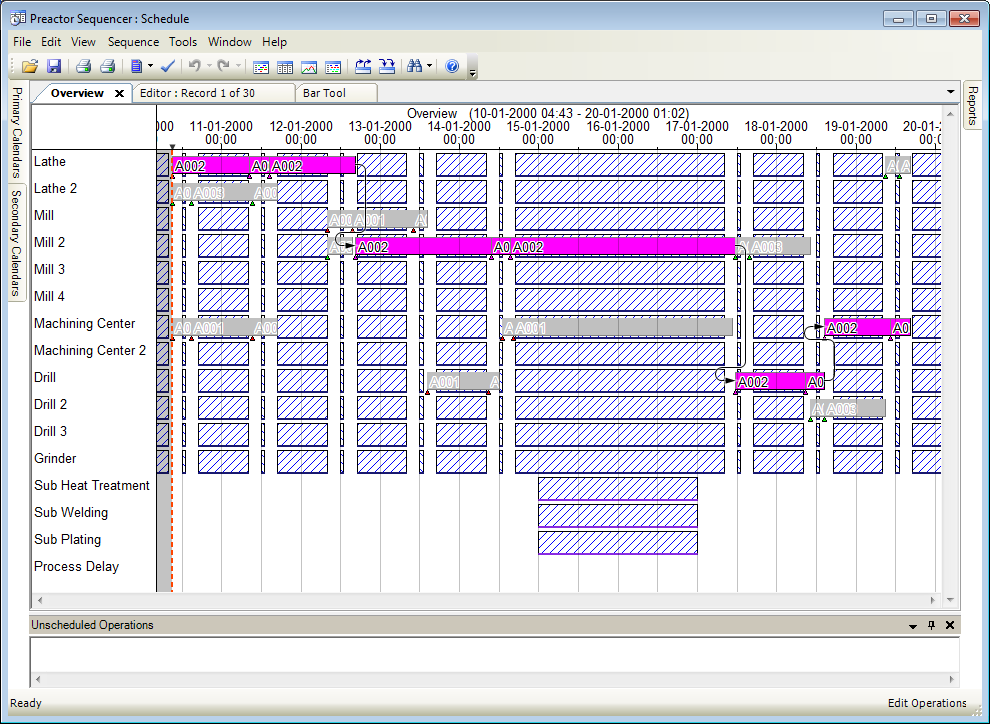 Preactor Sequencer : Schedule
File Edit View Sequence Tools Window Help
Primary Calendars
Secondary Calendars
Reports
Overview Editor : Record 1 of 30 Bar Tool
Overview (10-01-2000 04:43 - 20-01-2000 01:02)
000 11-01-2000 12-01-2000 13-01-2000 14-01-2000 15-01-2000 16-01-2000 17-01-2000 18-01-2000 19-01-2000 20-01-2
00:00 00:00 00:00 00:00 00:00 00:00 00:00 00:00 00:00 00:0
Lathe A002 A0 A002 A A
Lathe 2 A0 A003 A00
Mill A00 A001 A
Mill 2 A A002 A0 A002 A A003
Mill 3
Mill 4
Machining Center A0 A001 A00 A A001 A002 A0
Machining Center 2
Drill A001 A A002 A0
Drill 2 A A003
Drill 3
Grinder
Sub Heat Treatment
Sub Welding
Sub Plating
Process Delay
Unscheduled Operations
Ready Edit Operations